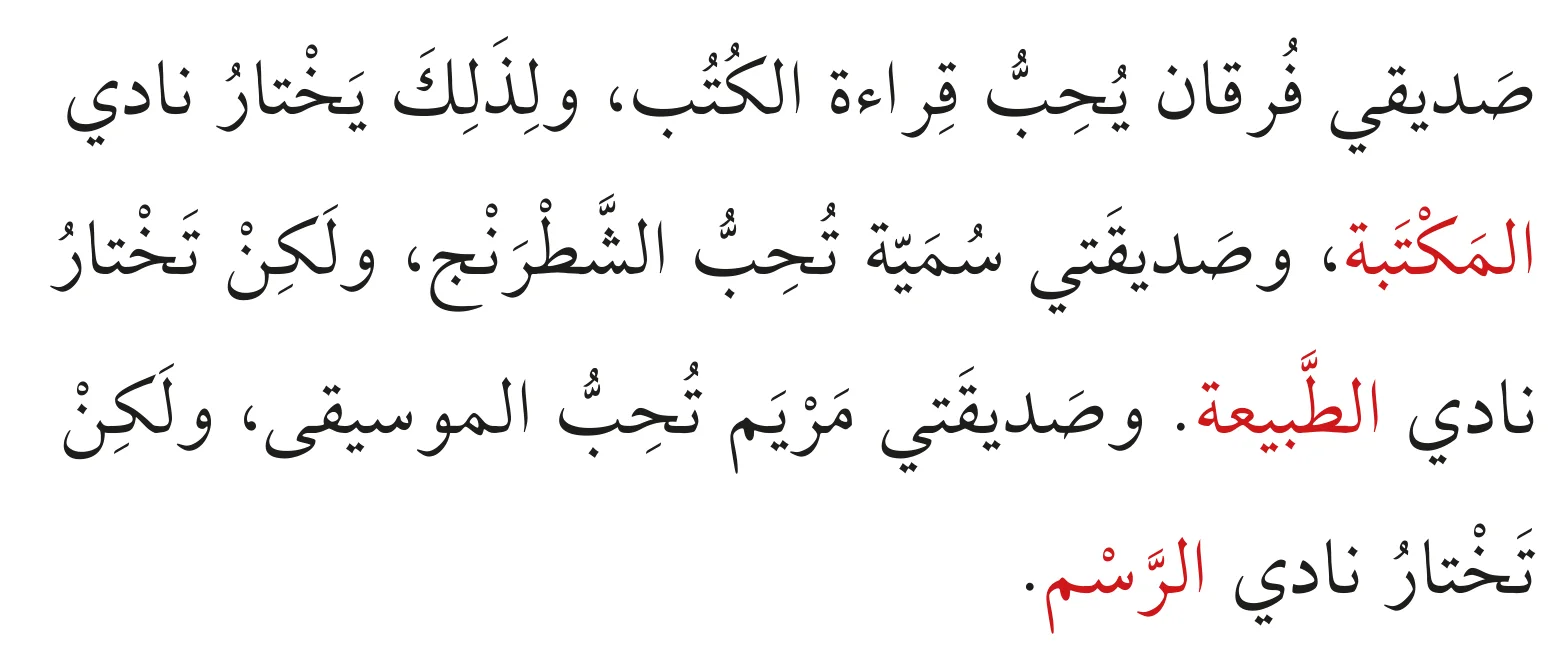 صَديقي فُرقان يُحِبُّ قِراءة الكُتُب، ولِذَلِكَ يَخْتارُ نادي
المَكْتَبة، وصَديقَتي سُمَيّة تُحِبُّ الشَّطْرَنْج، ولَكِنْ تَخْتارُ
نادي الطَّبيعة. وصَديقَتي مَرْيَم تُحِبُّ الموسيقى، ولَكِنْ
تَخْتارُ نادي الرَّسْم.